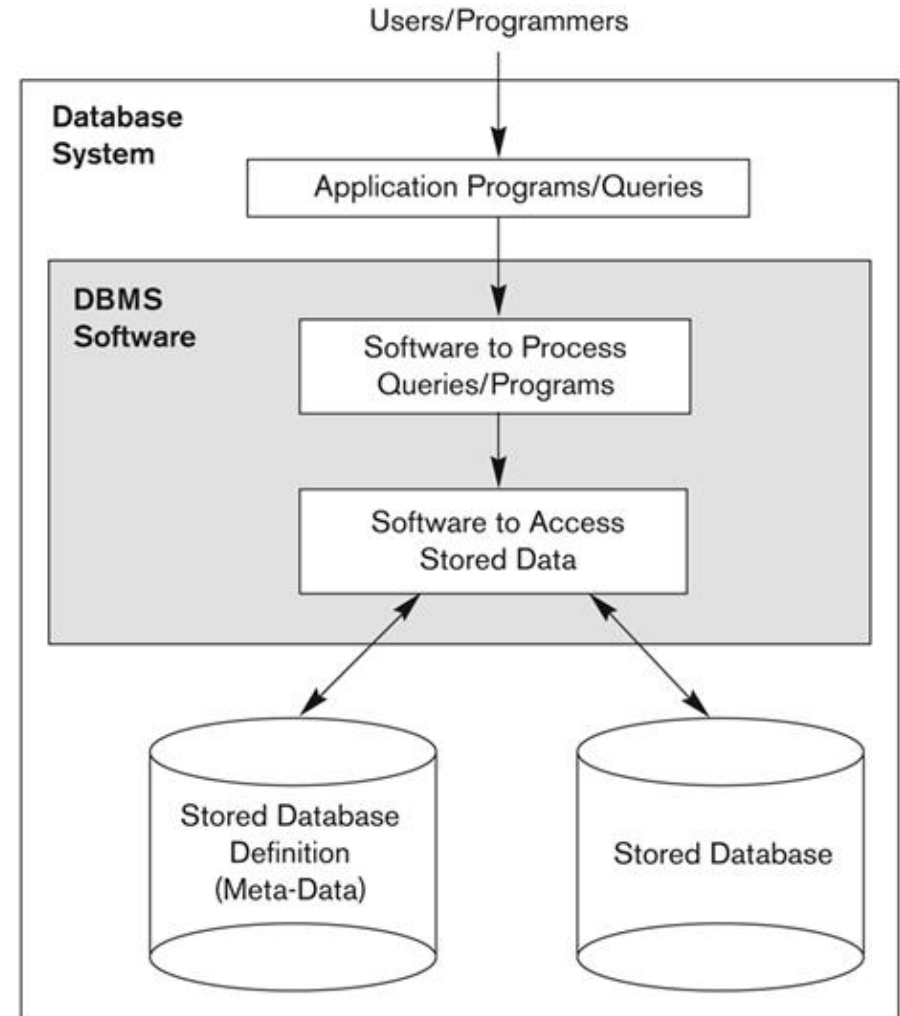 Users/Programmers
Database
System
Application Programs/Queries
DBMS
Software
Software to Process
Queries/Programs
Software to Access
Stored Data
Stored Database
Definition
(Meta-Data)
Stored Database